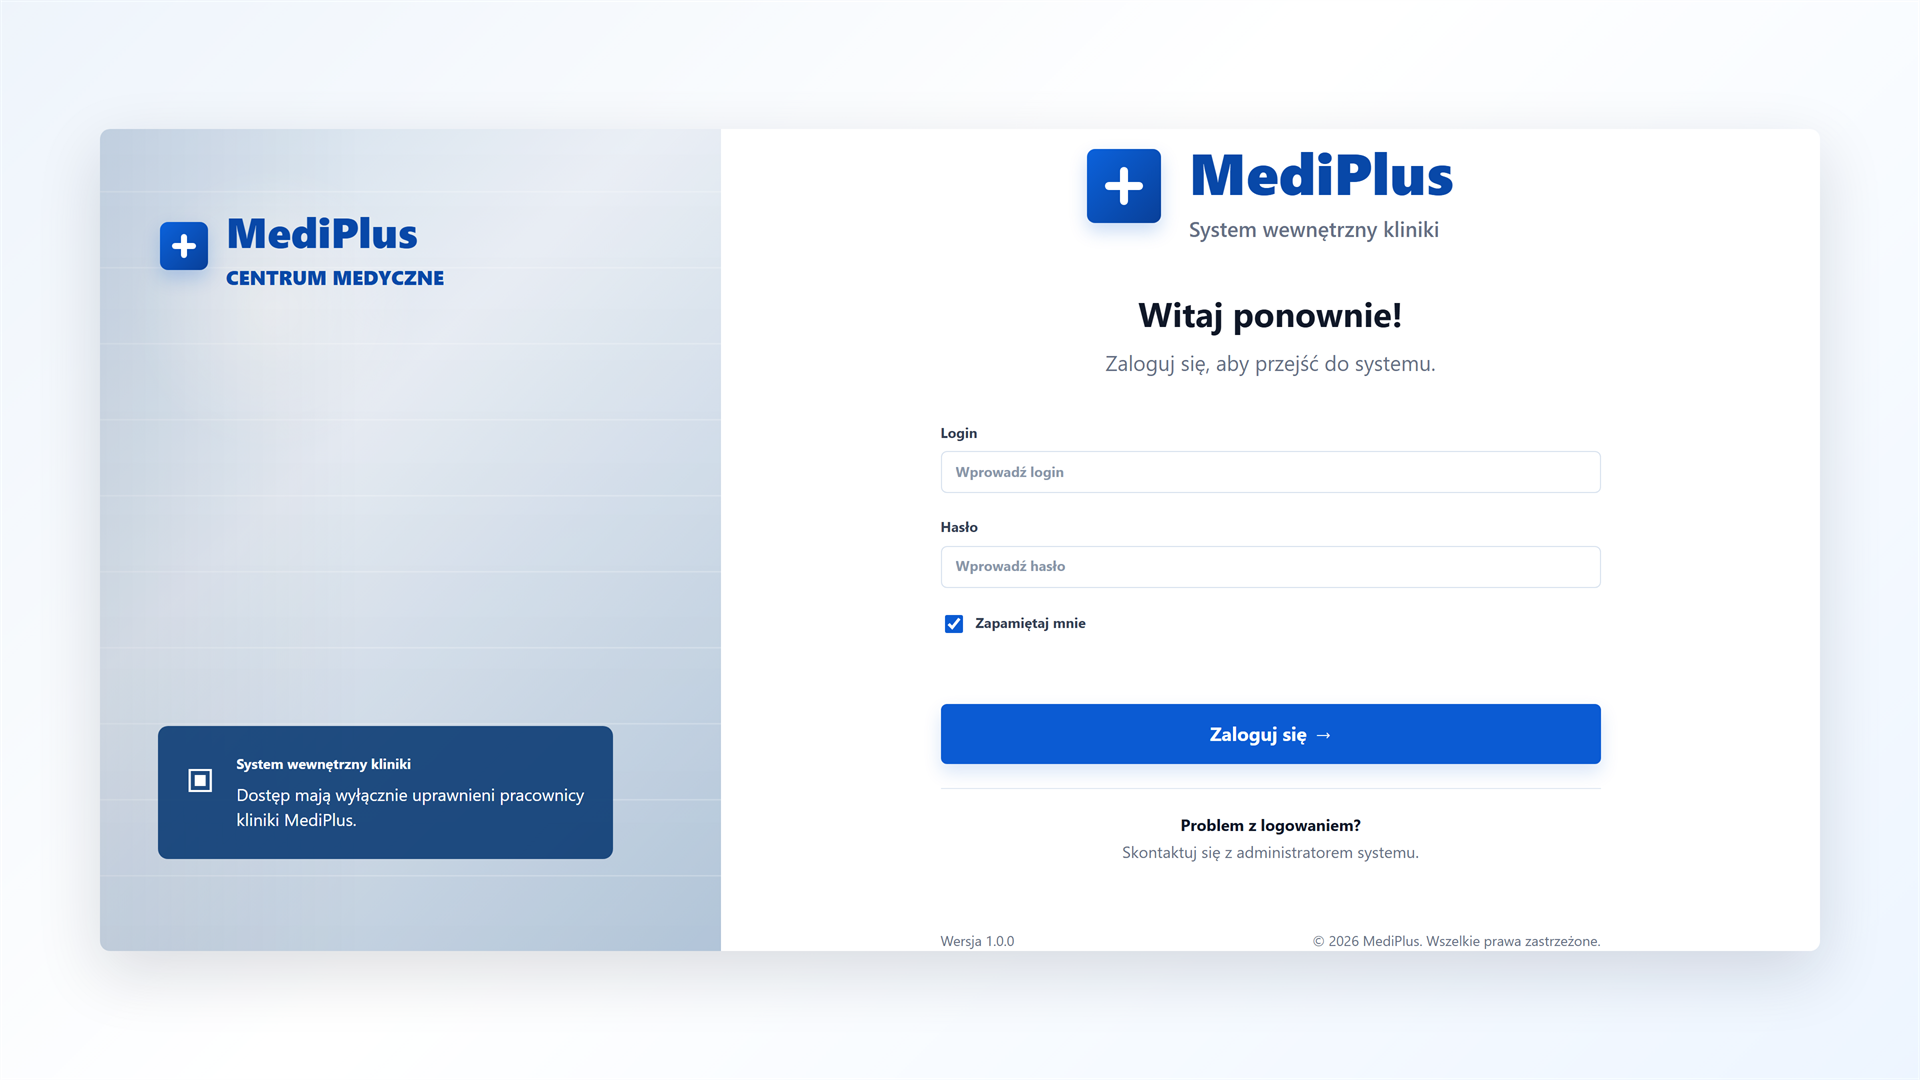 MediPlus
CENTRUM MEDYCZNE
System wewnętrzny kliniki
Dostęp mają wyłącznie uprawnieni pracownicy
kliniki MediPlus.
MediPlus
System wewnętrzny kliniki
Witaj ponownie!
Zaloguj się, aby przejść do systemu.
Login
Wprowadź login
Hasło
Wprowadź hasło
Zapamiętaj mnie
Zaloguj się →
Problem z logowaniem?
Skontaktuj się z administratorem systemu.
Wersja 1.0.0
© 2026 MediPlus. Wszelkie prawa zastrzeżone.